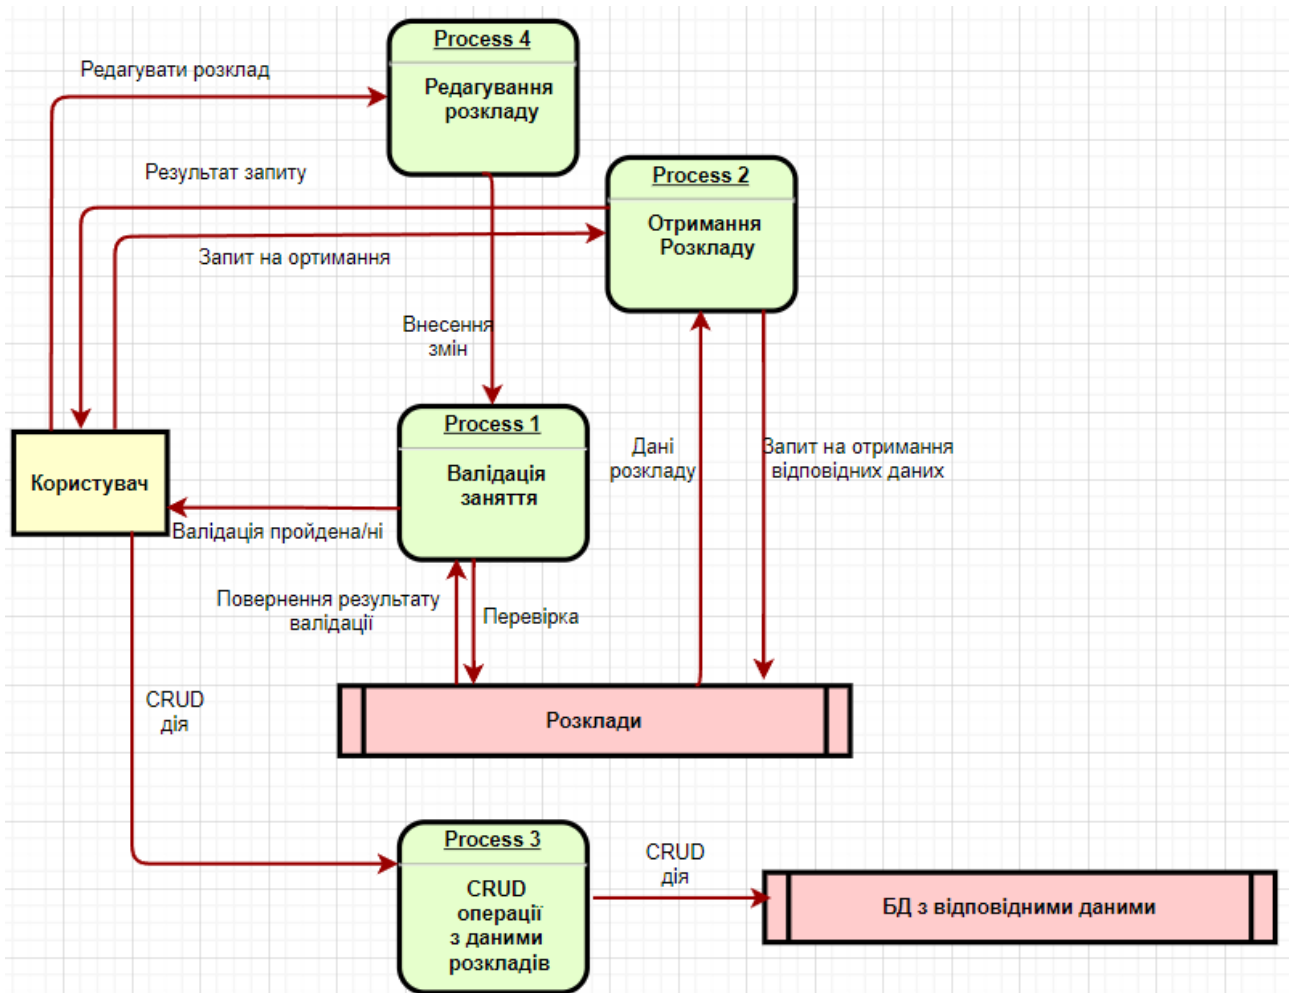 Process 4
Редагувати розклад
Редагування
розкладу
Результат запиту
Process 2
Отримання
Розкладу
Запит на ортимання
Внесення
змін
Process 1
Валідація
заняття
Дані
розкладу
Запит на отримання
відповідних даних
Користувач
Валідація пройдена/ні
Повернення результату
валідації
Перевірка
CRUD
дія
Розклади
Process 3
CRUD
операції
з даними
розкладів
CRUD
дія
БД з відповідними даними